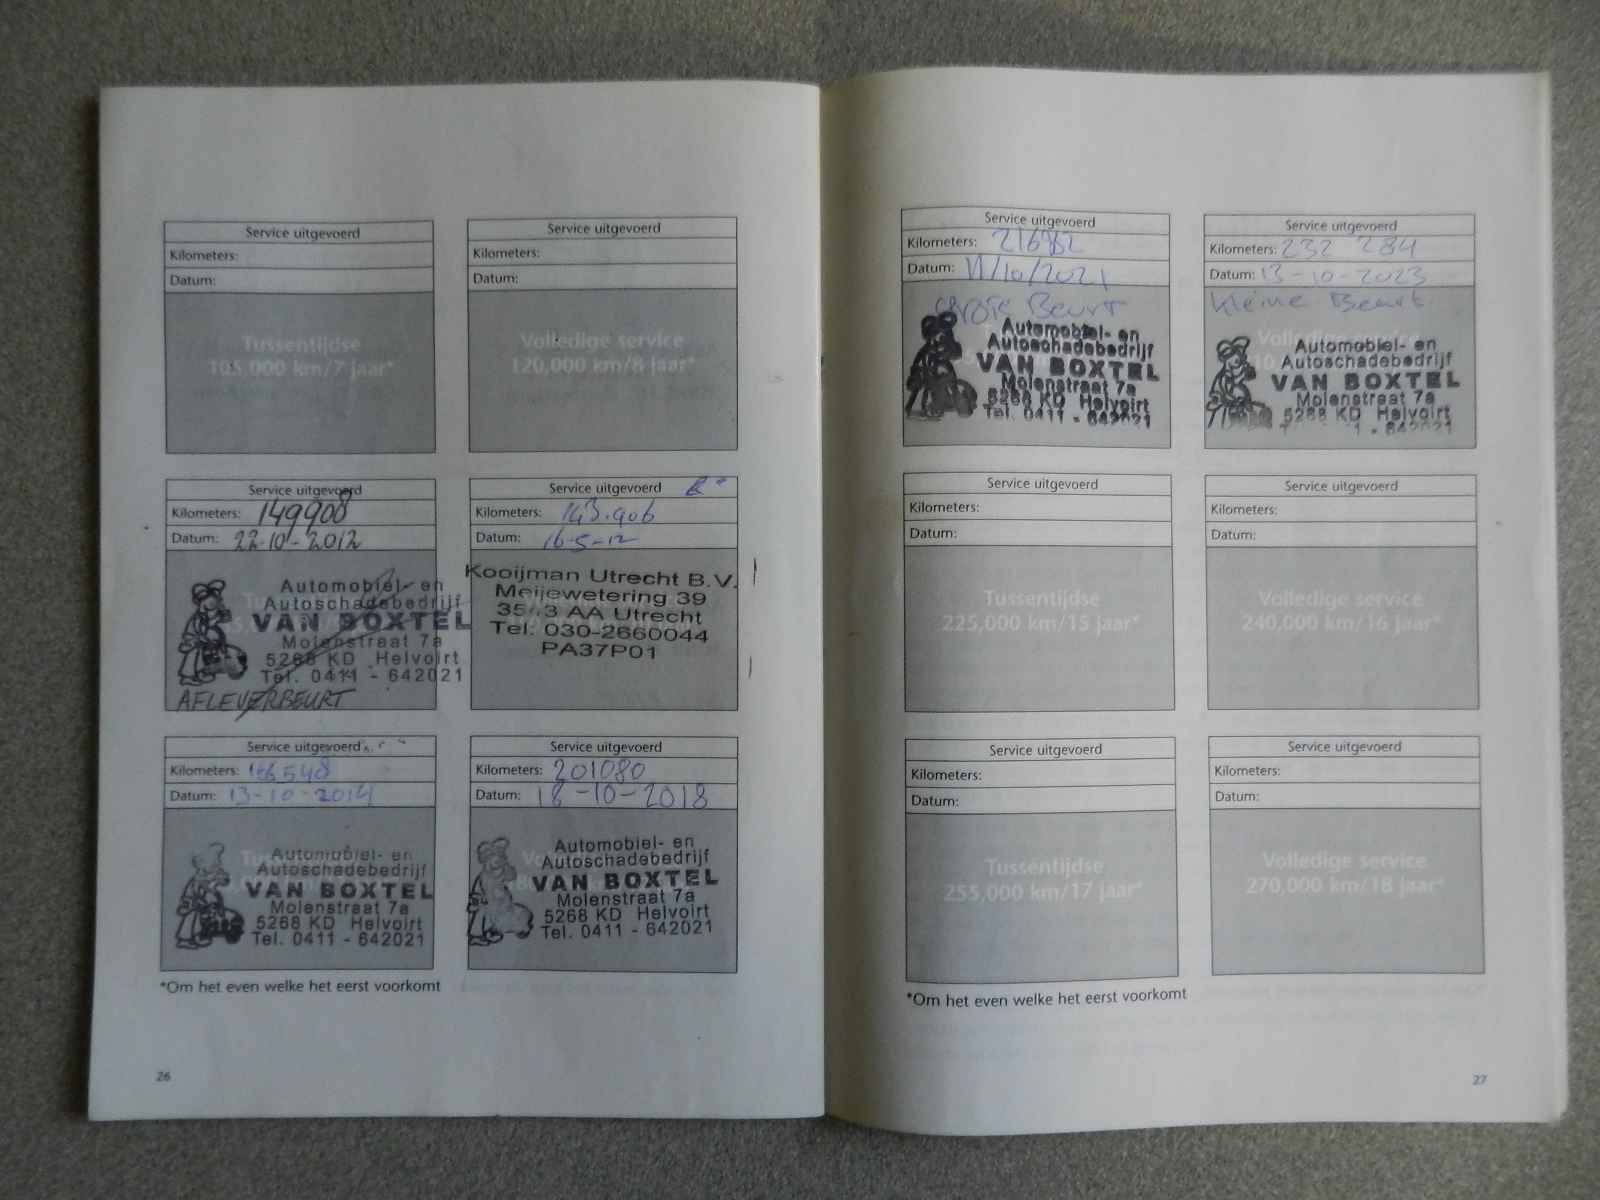 Service uitgevoerd
Kilometers:
Datum:
Tussentijdse
105,000 km/7 jaar*
Service uitgevoerd
Kilometers:
Datum:
Volledige service
120,000 km/8 jaar*
Service uitgevoerd
Kilometers: 149908
Datum: 22-10-2012
Automobiel- en
Autoschadebedrijf
VAN BOXTEL
Molenstraat 7a
5268 KD Helvoirt
Tel. 0411 - 642021
AFLEVERBEURT
Service uitgevoerd
Kilometers: 143.906
Datum: 16-5-12
Kooijman Utrecht B.V.
Meijewetering 39
AA Utrecht
Tel: 030-2660044
PA37P01
Service uitgevoerd
Kilometers: 166548
Datum: 13-10-2014
Automobiel- en
Autoschadebedrijf
VAN BOXTEL
Molenstraat 7a
5268 KD Helvoirt
Tel. 0411 - 642021
Service uitgevoerd
Kilometers: 201080
Datum: 18-10-2018
Automobiel- en
Autoschadebedrijf
VAN BOXTEL
Molenstraat 7a
5268 KD Helvoirt
Tel. 0411 - 642021
*Om het even welke het eerst voorkomt
26
Service uitgevoerd
Kilometers:
Datum: 11/10/2021
Grote Beurt
Automobiel- en
Autoschadebedrijf
VAN BOXTEL
Molenstraat 7a
5268 KD Helvoirt
Tel. 0411 - 642021
Service uitgevoerd
Kilometers: 232 284
Datum: 13-10-2023
Kleine Beurt
Automobiel- en
Autoschadebedrijf
VAN BOXTEL
Molenstraat 7a
5268 KD Helvoirt
642021
Service uitgevoerd
Kilometers:
Datum:
Tussentijdse
225,000 km/15 jaar*
Service uitgevoerd
Kilometers:
Datum:
Volledige service
240,000 km/16 jaar*
Service uitgevoerd
Kilometers:
Datum:
Tussentijdse
255,000 km/17 jaar*
Service uitgevoerd
Kilometers:
Datum:
Volledige service
270,000 km/18 jaar*
*Om het even welke het eerst voorkomt
27